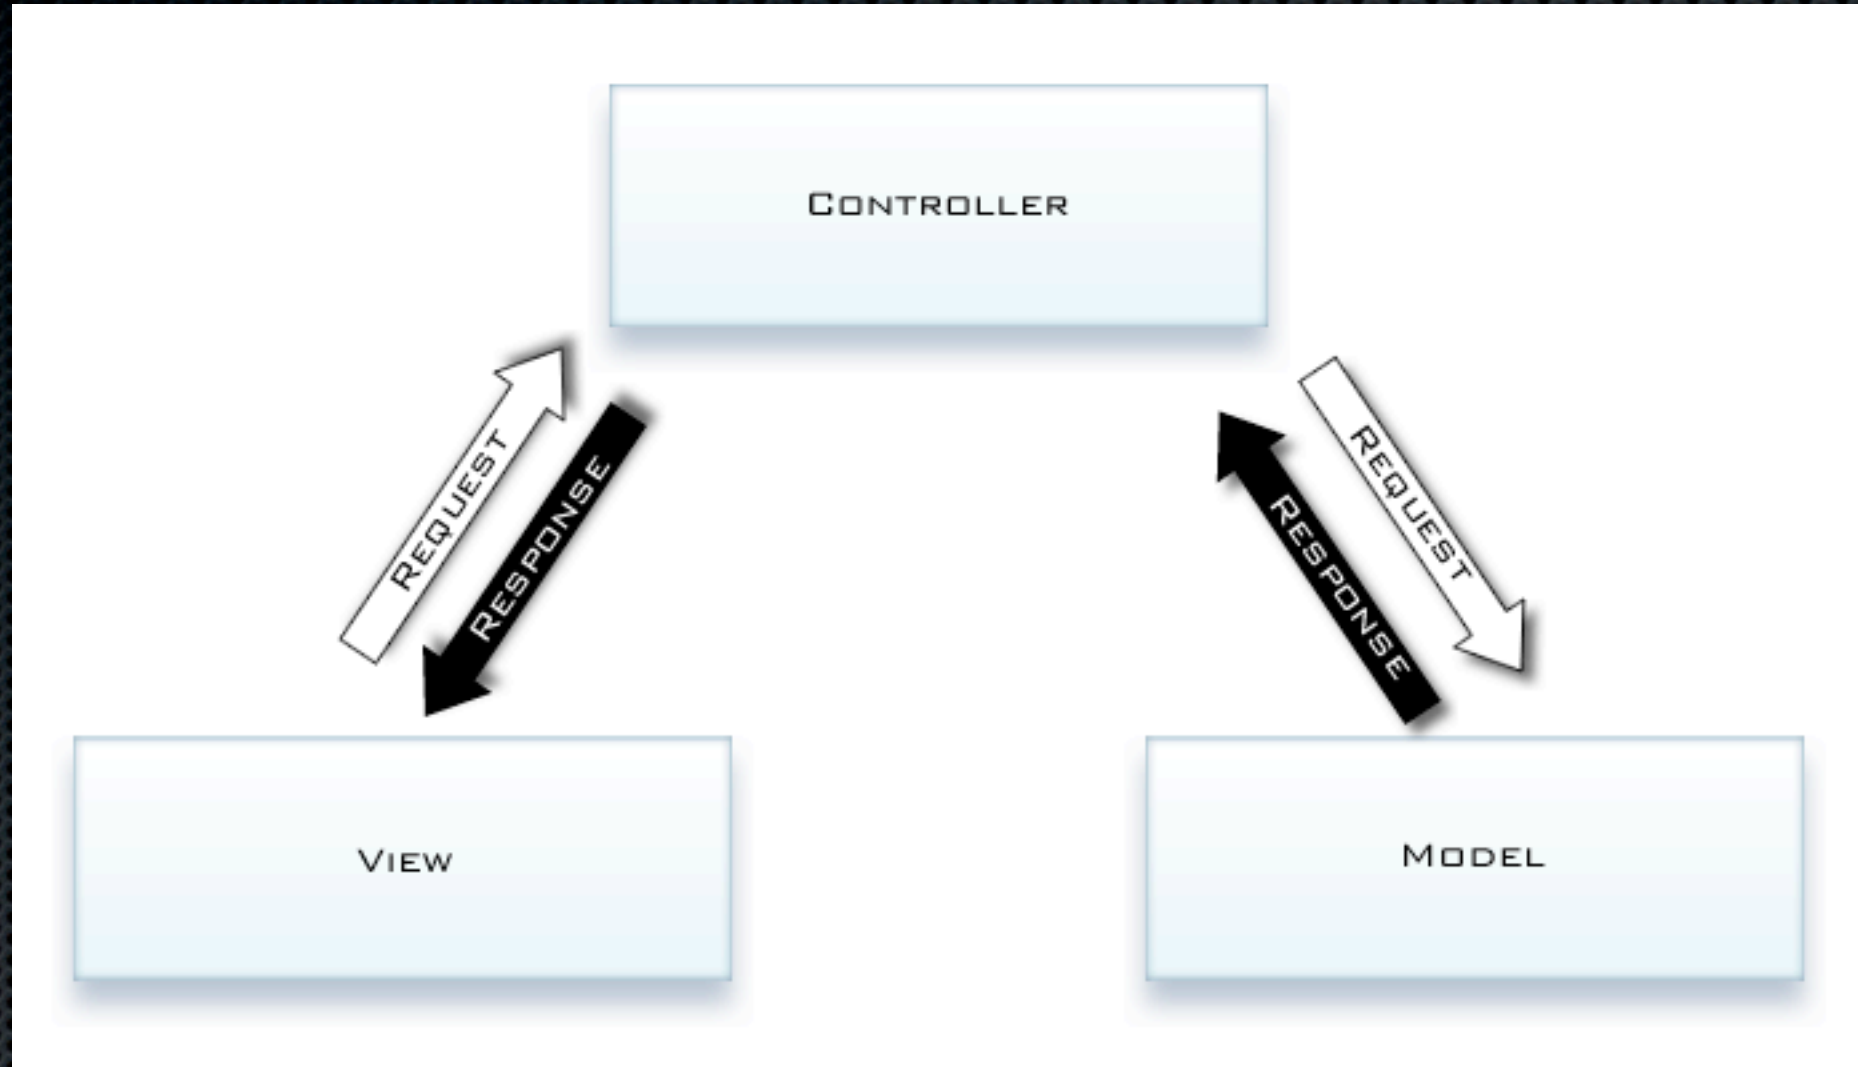 Controller
Request
Response
Request
Response
View
Model